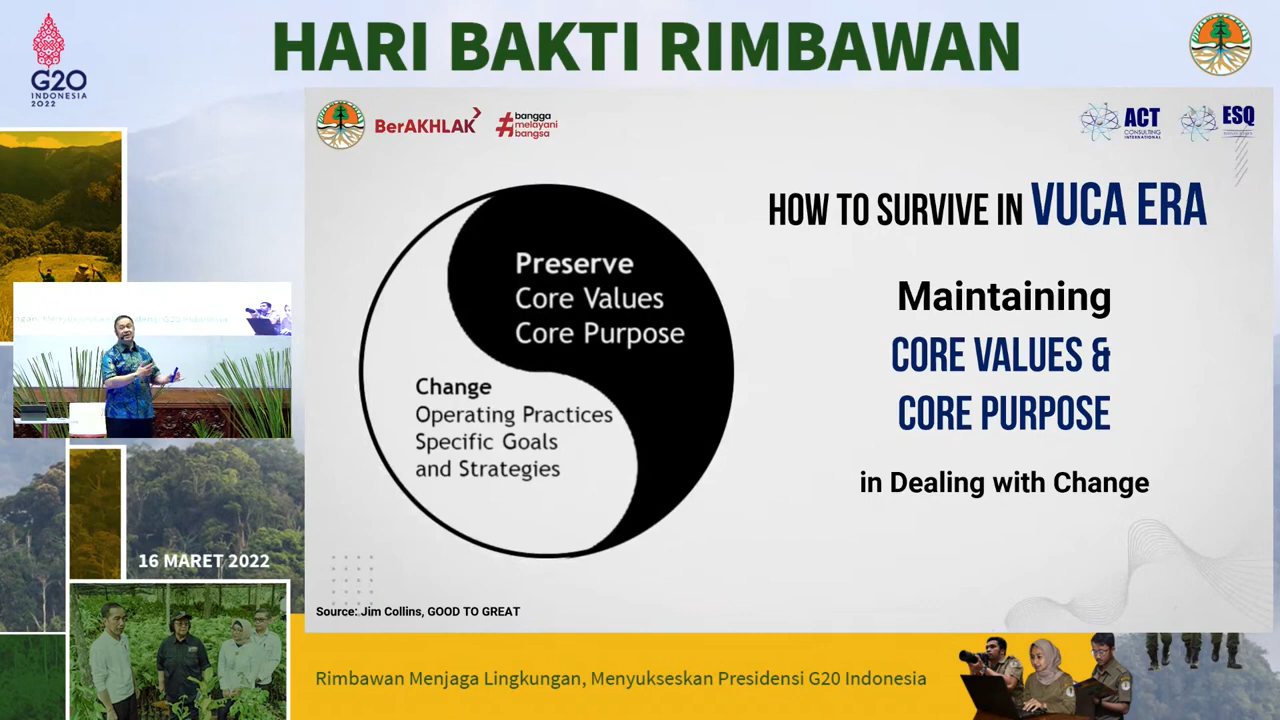 HARI BAKTI RIMBAWAN
G20
INDONESIA
2022
BerAKHLAK
#bangga
melayani
bangsa
ACT
CONSULTING
INTERNATIONAL
ESQ
HOW TO SURVIVE IN VUCA ERA
Preserve
Core Values
Core Purpose
Change
Operating Practices
Specific Goals
and Strategies
Maintaining
CORE VALUES &
CORE PURPOSE
in Dealing with Change
16 MARET 2022
Source: Jim Collins, GOOD TO GREAT
Rimbawan Menjaga Lingkungan, Menyukseskan Presidensi G20 Indonesia